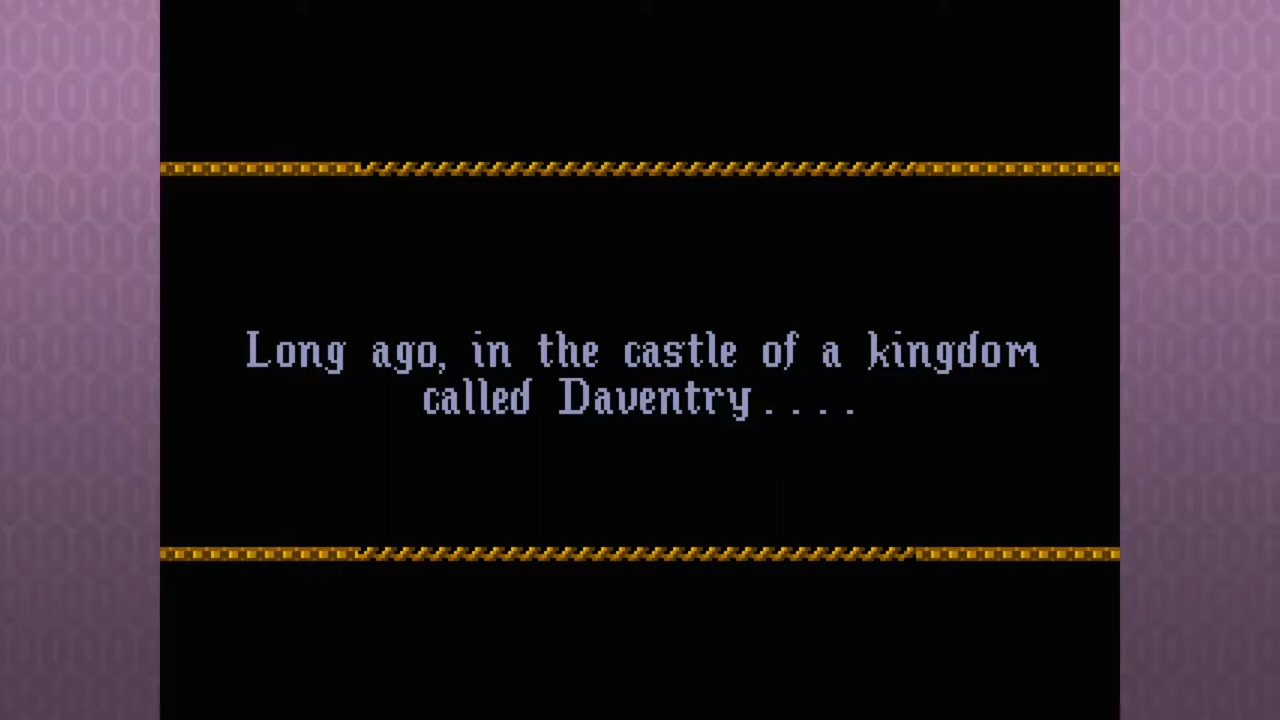 Long ago, in the castle of a kingdom
called Daventry....